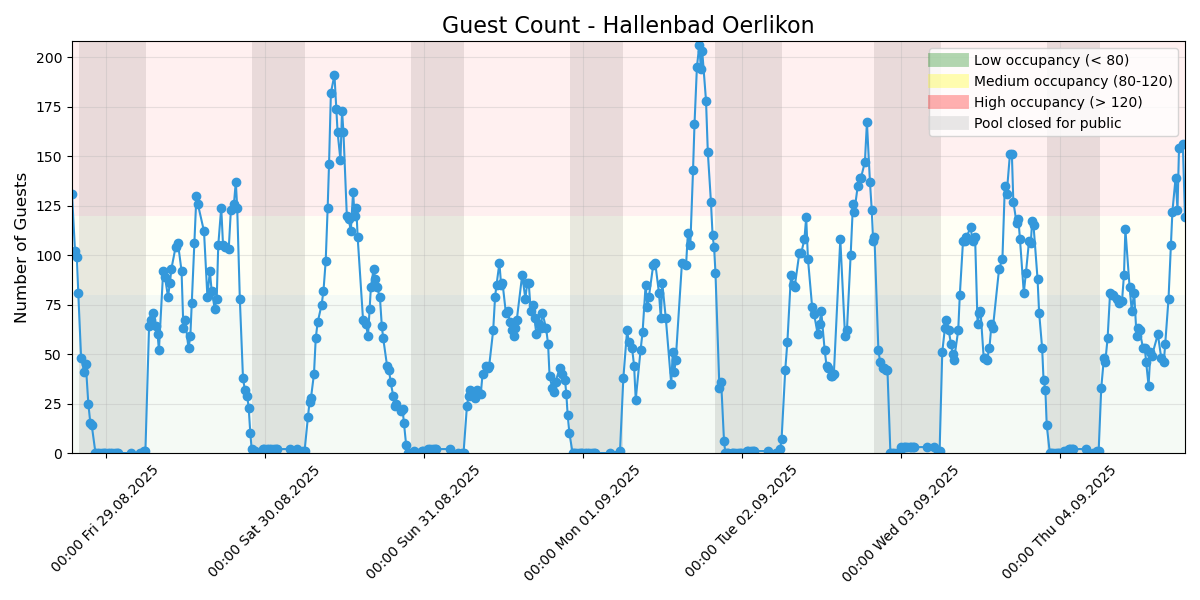 Guest Count - Hallenbad Oerlikon
Number of Guests
200
175
150
125
100
75
50
25
0
Low occupancy (< 80)
Medium occupancy (80-120)
High occupancy (> 120)
Pool closed for public
00:00 Fri 29.08.2025
00:00 Sat 30.08.2025
00:00 Sun 31.08.2025
00:00 Mon 01.09.2025
00:00 Tue 02.09.2025
00:00 Wed 03.09.2025
00:00 Thu 04.09.2025